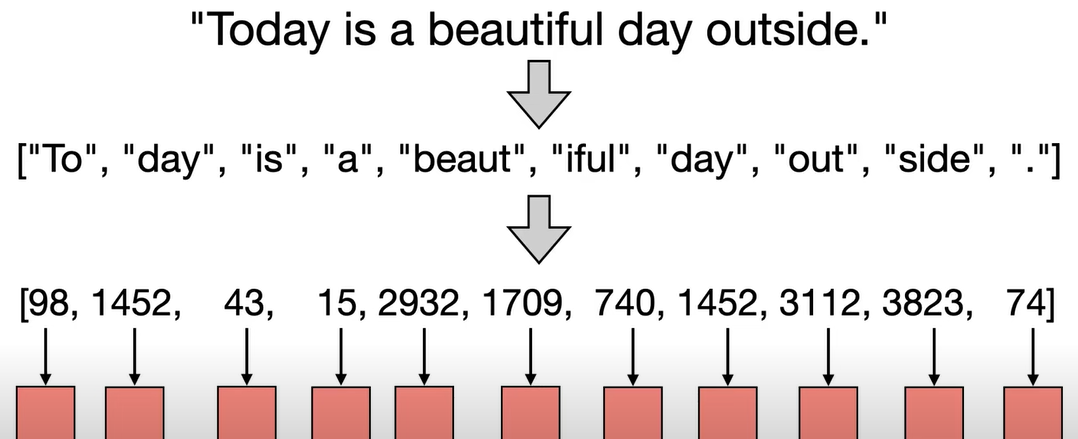 "Today is a beautiful day outside."
["To", "day", "is", "a", "beaut", "iful", "day", "out", "side", "."]
[98, 1452, 43, 15, 2932, 1709, 740, 1452, 3112, 3823, 74]